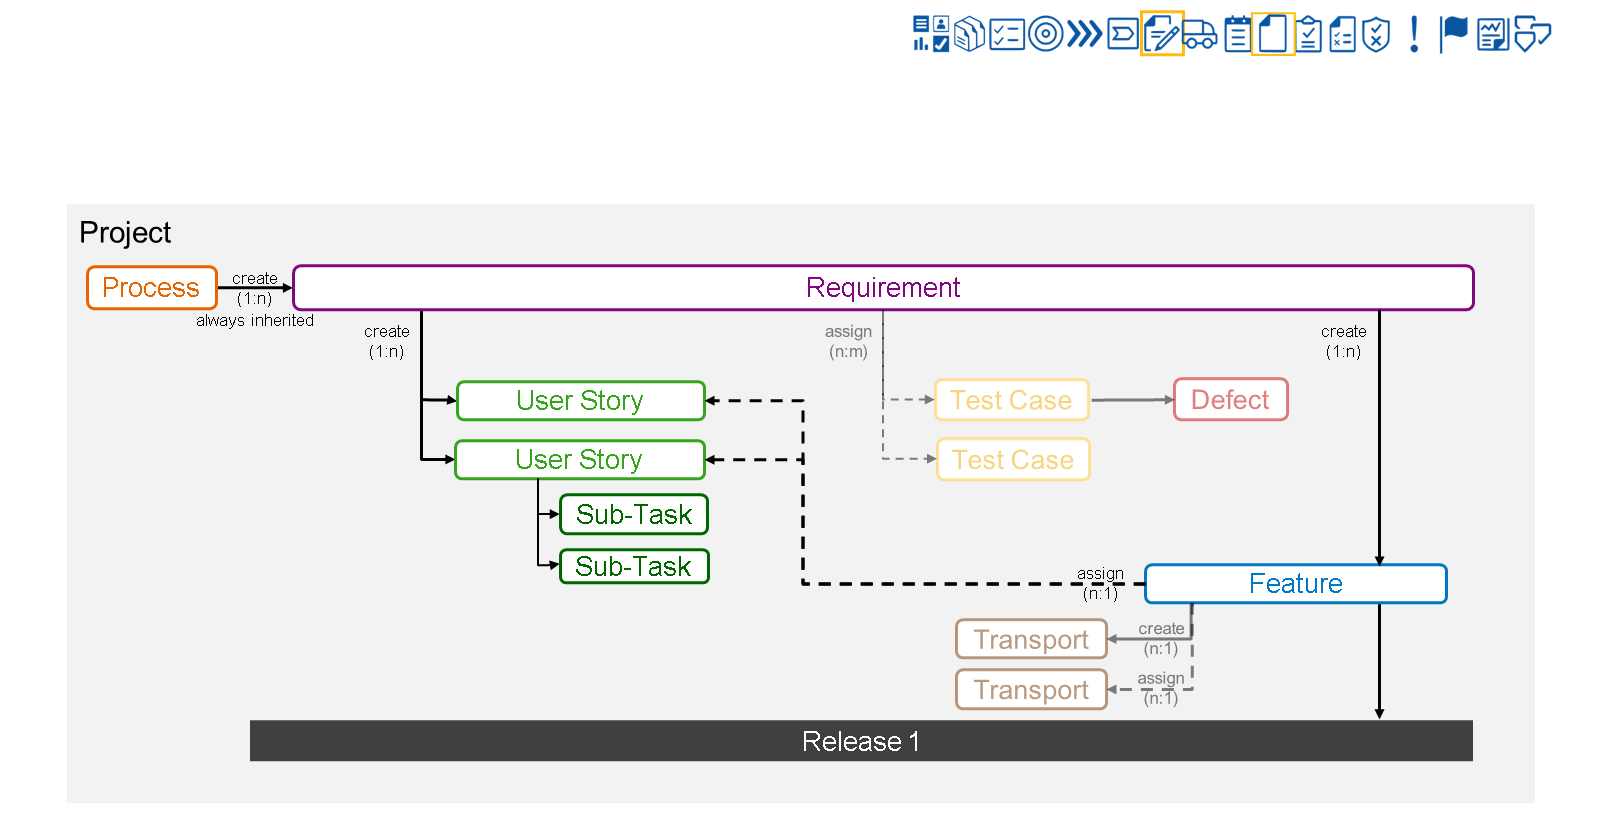 Project
Process
create
(1:n)
always inherited
Requirement
create
(1:n)
assign
(n:m)
create
(1:n)
User Story
Test Case
Defect
User Story
Test Case
Sub-Task
Sub-Task
assign
(n:1)
Feature
Transport
create
(n:1)
Transport
assign
(n:1)
Release 1